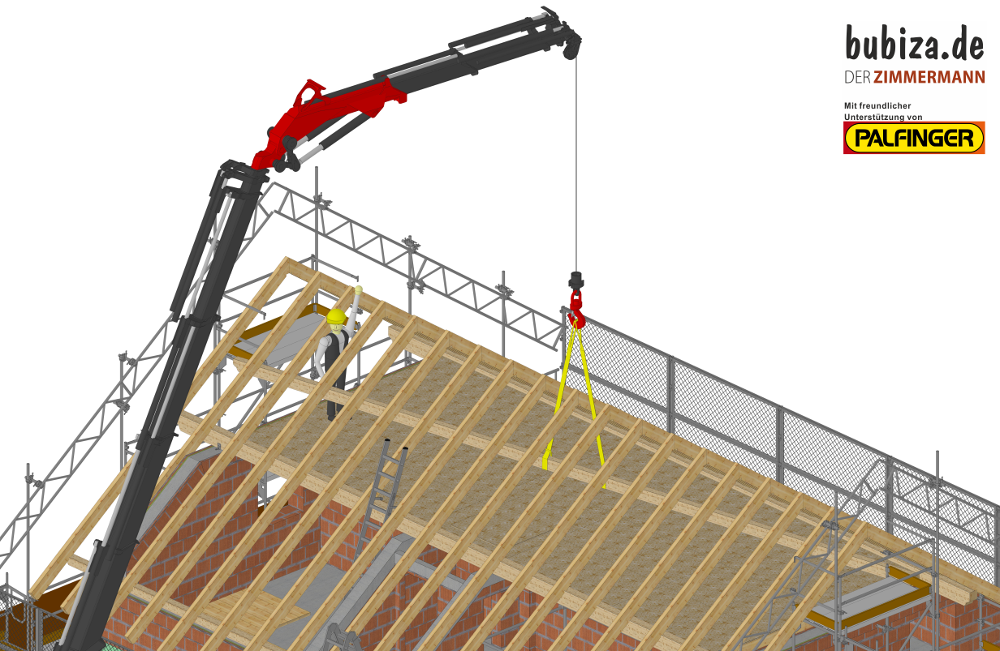 bubiza.de
DER ZIMMERMANN
Mit freundlicher
Unterstützung von
PALFINGER